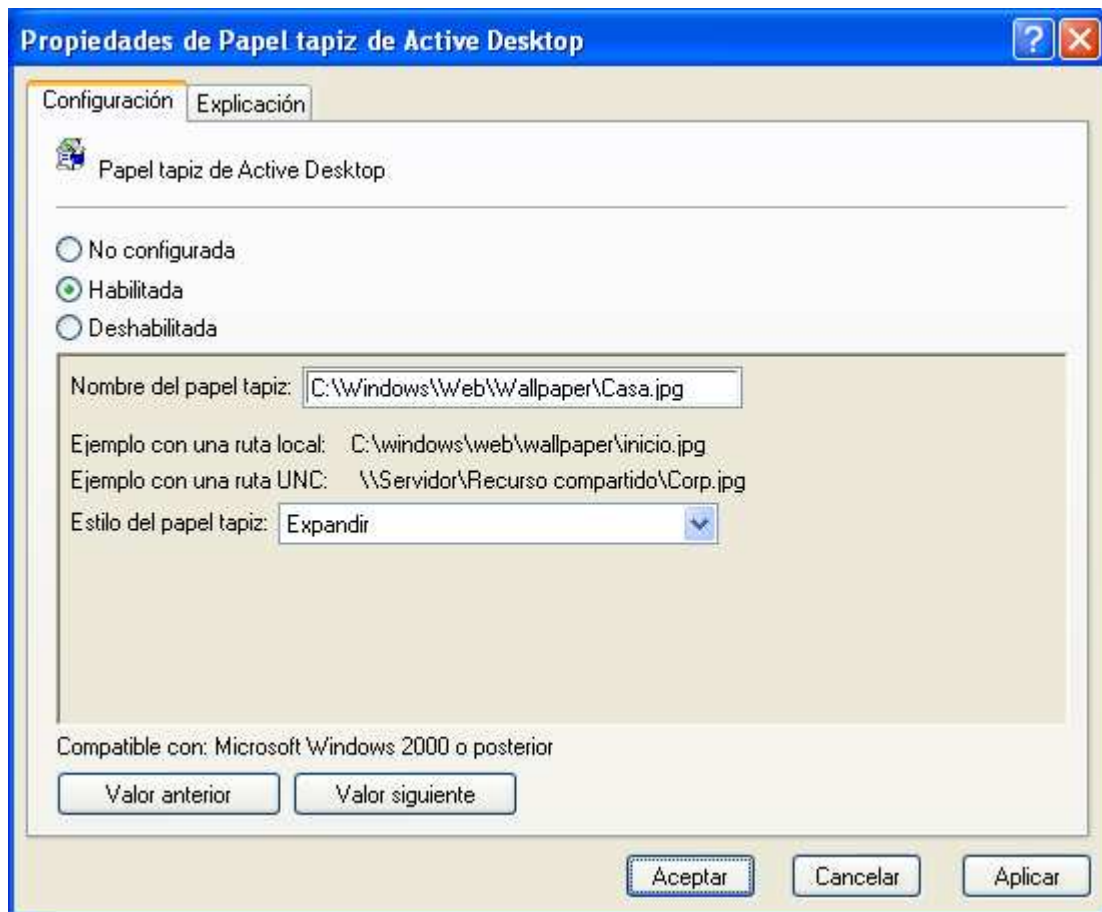 Propiedades de Papel tapiz de Active Desktop
Configuración Explicación
Papel tapiz de Active Desktop
No configurada
Habilitada
Deshabilitada
Nombre del papel tapiz: C:\Windows\Web\Wallpaper\Casa.jpg
Ejemplo con una ruta local: C:\windows\web\wallpaper\inicio.jpg
Ejemplo con una ruta UNC: \\Servidor\Recurso compartido\Corp.jpg
Estilo del papel tapiz: Expandir
Compatible con: Microsoft Windows 2000 o posterior
Valor anterior Valor siguiente
Aceptar Cancelar Aplicar